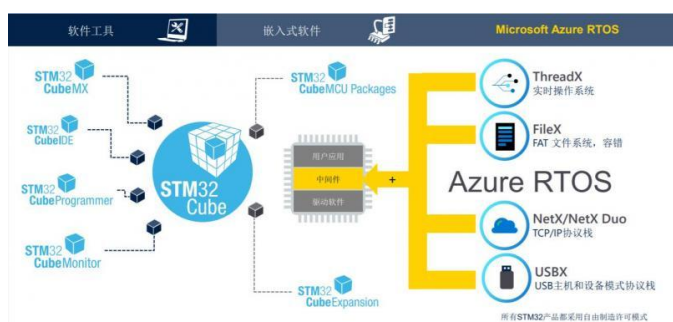 软件工具
嵌入式软件
Microsoft Azure RTOS
STM32
CubeMX
STM32
CubeIDE
STM32
CubeProgrammer
STM32
CubeMonitor
STM32
Cube
STM32
CubeMCU Packages
用户应用
中间件
驱动软件
STM32
CubeExpansion
+
ThreadX
实时操作系统
FileX
FAT 文件系统，容错
Azure RTOS
NetX/NetX Duo
TCP/IP协议栈
USBX
USB主机和设备模式协议栈
所有STM32产品都采用自由制造许可模式